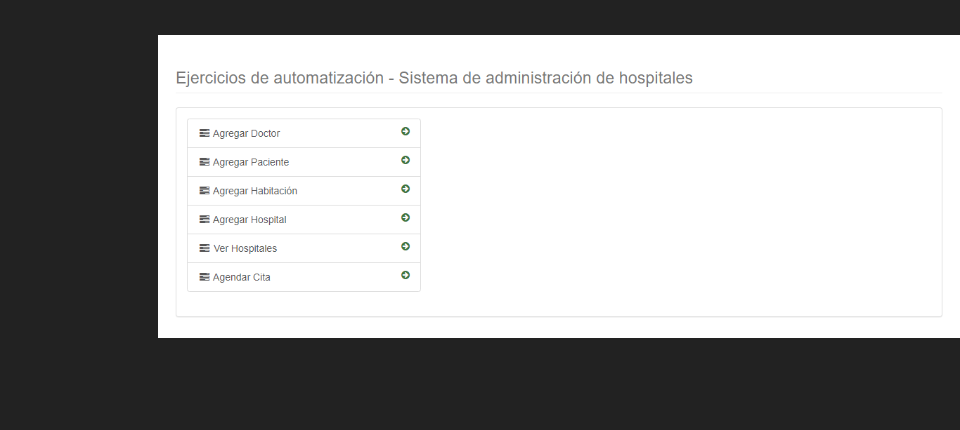 Ejercicios de automatización - Sistema de administración de hospitales
Agregar Doctor
Agregar Paciente
Agregar Habitación
Agregar Hospital
Ver Hospitales
Agendar Cita